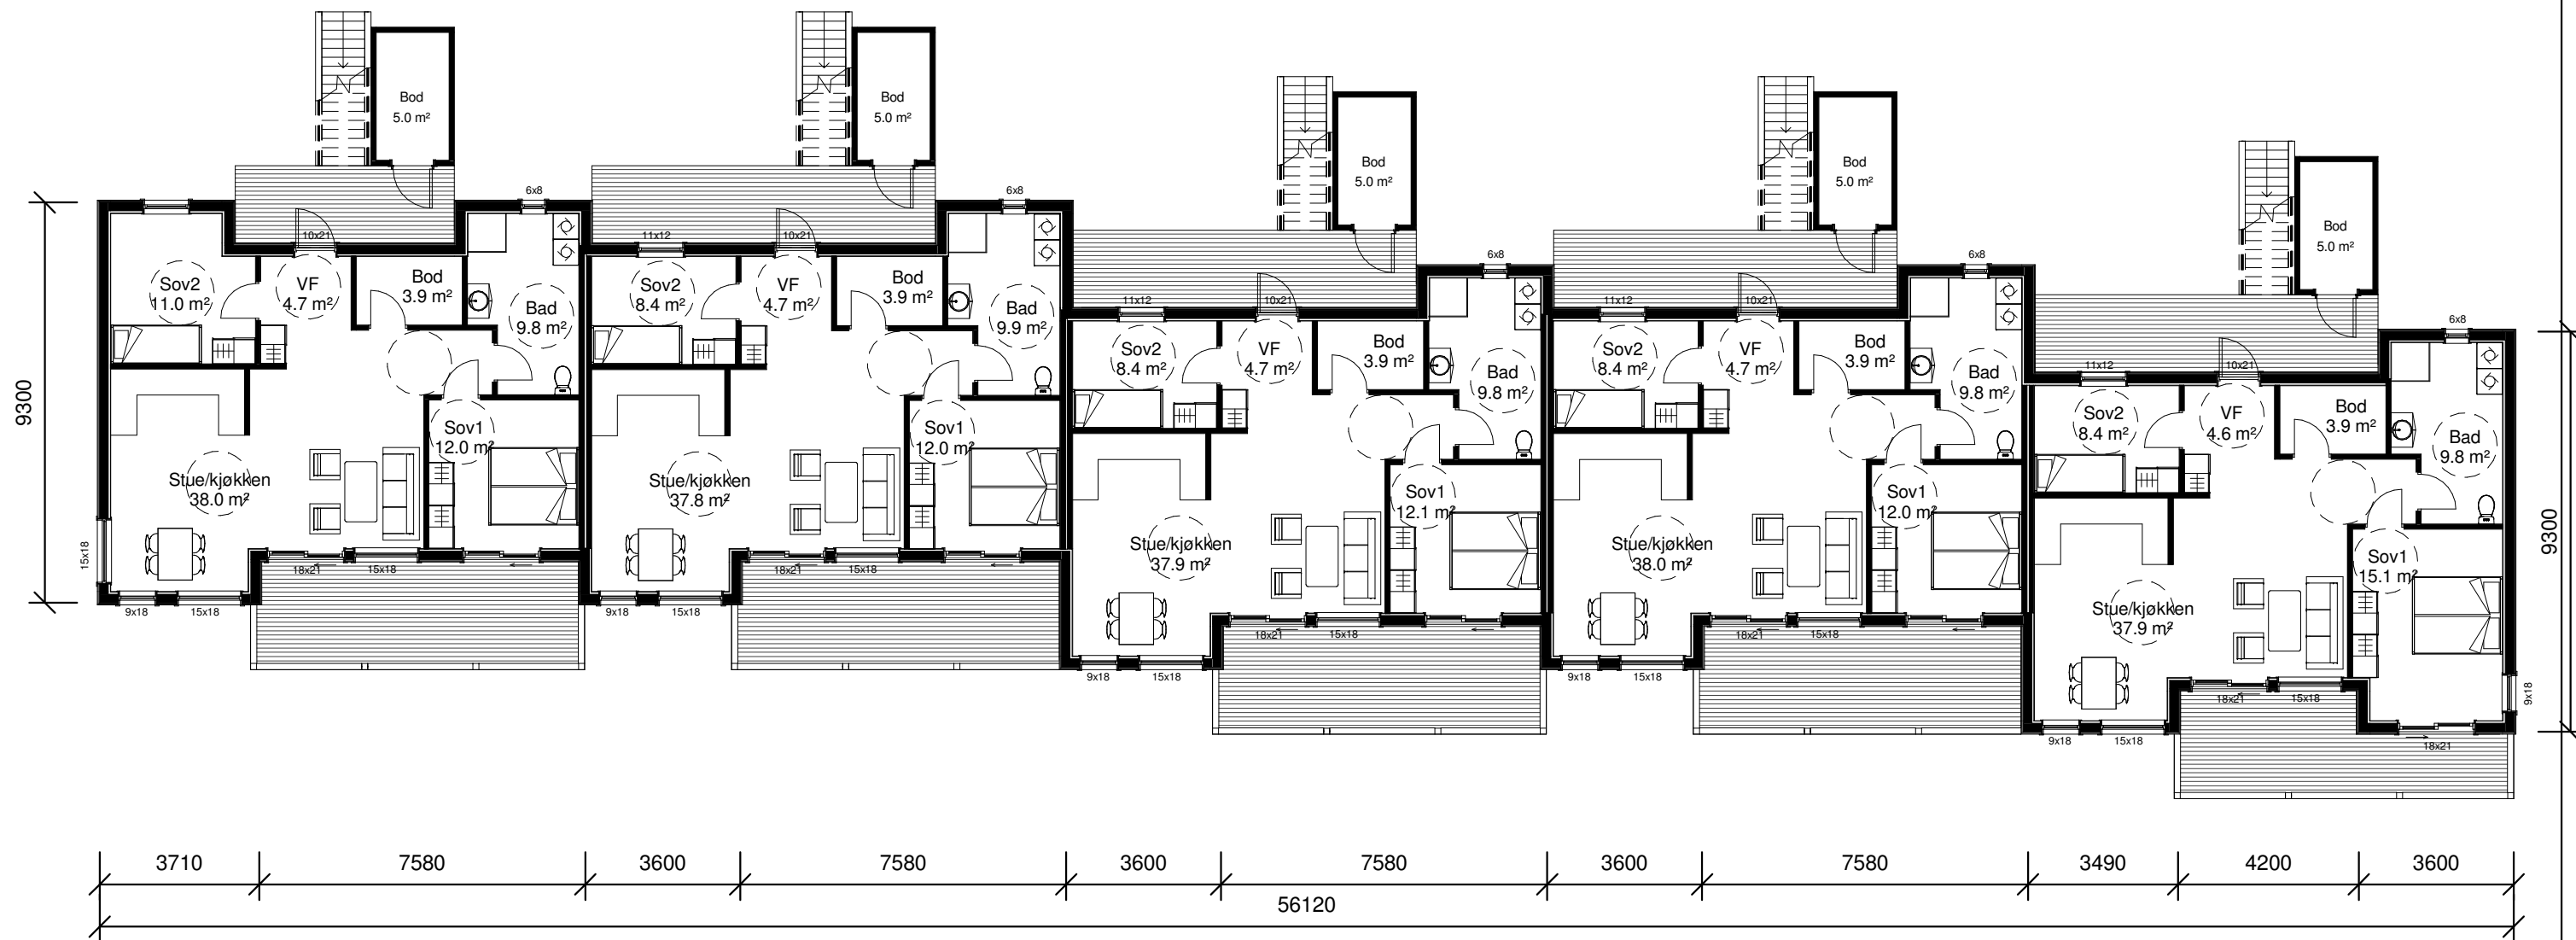 Bod
5.0 m²
Bod
5.0 m²
Bod
5.0 m²
Bod
5.0 m²
Bod
5.0 m²
9300
15x18
Sov2
11.0 m²
10x21
VF
4.7 m²
Bod
3.9 m²
6x8
Bad
9.8 m²
Sov1
12.0 m²
Stue/kjøkken
38.0 m²
18x21
15x18
9x18
15x18
11x12
Sov2
8.4 m²
10x21
VF
4.7 m²
Bod
3.9 m²
6x8
Bad
9.9 m²
Sov1
12.0 m²
Stue/kjøkken
37.8 m²
18x21
15x18
9x18
15x18
11x12
Sov2
8.4 m²
10x21
VF
4.7 m²
Bod
3.9 m²
6x8
Bad
9.8 m²
Sov1
12.1 m²
Stue/kjøkken
37.9 m²
18x21
15x18
9x18
15x18
11x12
Sov2
8.4 m²
10x21
VF
4.7 m²
Bod
3.9 m²
6x8
Bad
9.8 m²
Sov1
12.0 m²
Stue/kjøkken
38.0 m²
18x21
15x18
9x18
15x18
11x12
Sov2
8.4 m²
10x21
VF
4.6 m²
Bod
3.9 m²
6x8
Bad
9.8 m²
Sov1
15.1 m²
Stue/kjøkken
37.9 m²
18x21
15x18
9x18
15x18
18x21
9x18
9300
3710
7580
3600
7580
3600
7580
3600
7580
3490
4200
3600
56120